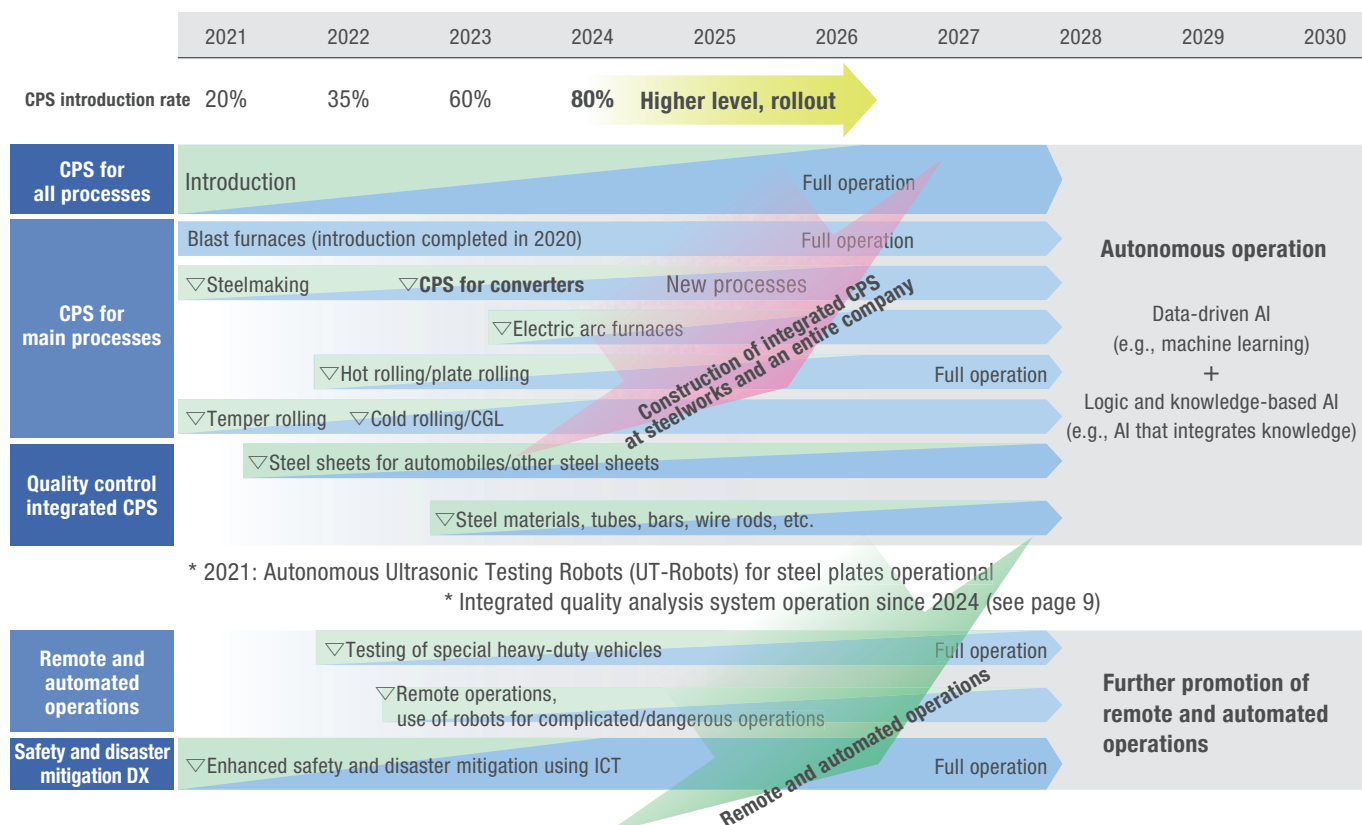 2021 2022 2023 2024 2025 2026 2027 2028 2029 2030
CPS introduction rate 20% 35% 60% 80% Higher level, rollout
CPS for
all processes
Introduction
Full operation
CPS for
main processes
Blast furnaces (introduction completed in 2020)
Full operation
▽Steelmaking
▽CPS for converters
New processes
▽Electric arc furnaces
▽Hot rolling/plate rolling
Full operation
▽Temper rolling
▽Cold rolling/CGL
Construction of integrated CPS
at steelworks and an entire company
Quality control
integrated CPS
▽Steel sheets for automobiles/other steel sheets
▽Steel materials, tubes, bars, wire rods, etc.
Autonomous operation
Data-driven AI
(e.g., machine learning)
+
Logic and knowledge-based AI
(e.g., AI that integrates knowledge)
* 2021: Autonomous Ultrasonic Testing Robots (UT-Robots) for steel plates operational
* Integrated quality analysis system operation since 2024 (see page 9)
Remote and
automated
operations
▽Testing of special heavy-duty vehicles
Full operation
▽Remote operations,
use of robots for complicated/dangerous operations
Remote and automated operations
Safety and disaster
mitigation DX
▽Enhanced safety and disaster mitigation using ICT
Full operation
Further promotion of
remote and automated
operations